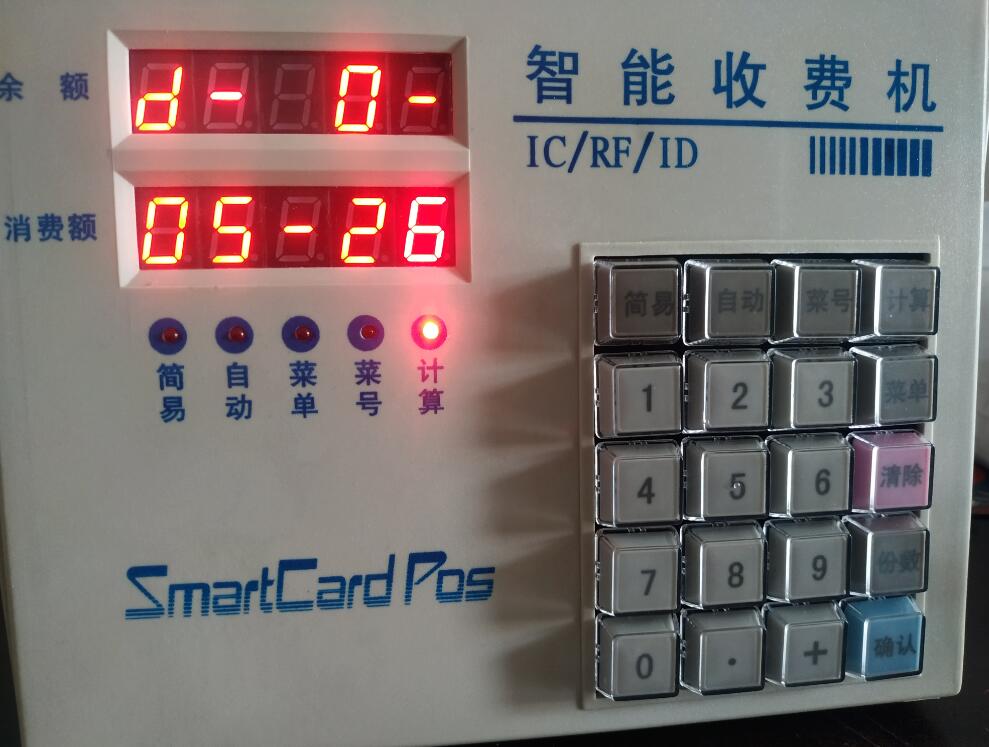 余额
d- 0-
消费额
05-26
简易 自动 菜单 菜号 计算
SmartCard Pos
智能收费机
IC/RF/ID
简易 自动 菜号 计算
1 2 3 菜单
4 5 6 清除
7 8 9 份数
0 . + 确认